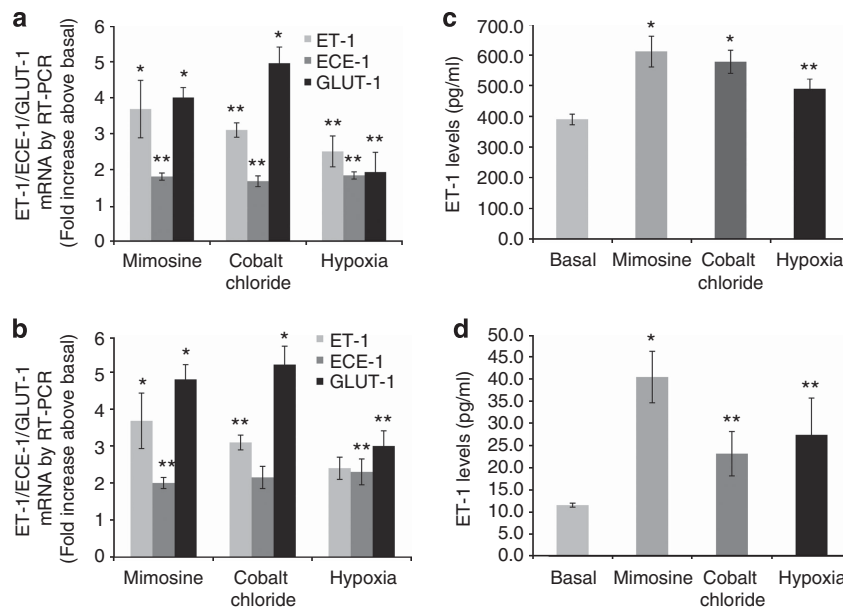 a
ET-1/ECE-1/GLUT-1
mRNA by RT-PCR
(Fold increase above basal)
6
5
4
3
2
1
0
ET-1
ECE-1
GLUT-1
*
**
*
**
**
*
**
**
**
Mimosine
Cobalt
chloride
Hypoxia
b
ET-1/ECE-1/GLUT-1
mRNA by RT-PCR
(Fold increase above basal)
6
5
4
3
2
1
0
ET-1
ECE-1
GLUT-1
*
**
*
**
*
**
**
Mimosine
Cobalt
chloride
Hypoxia
c
ET-1 levels (pg/ml)
700.0
600.0
500.0
400.0
300.0
200.0
700.0
0.0
*
*
**
Basal
Mimosine
Cobalt
chloride
Hypoxia
d
ET-1 levels (pg/ml)
50.0
45.0
40.0
35.0
30.0
25.0
20.0
15.0
10.0
5.0
0.0
*
**
**
Basal
Mimosine
Cobalt
chloride
Hypoxia